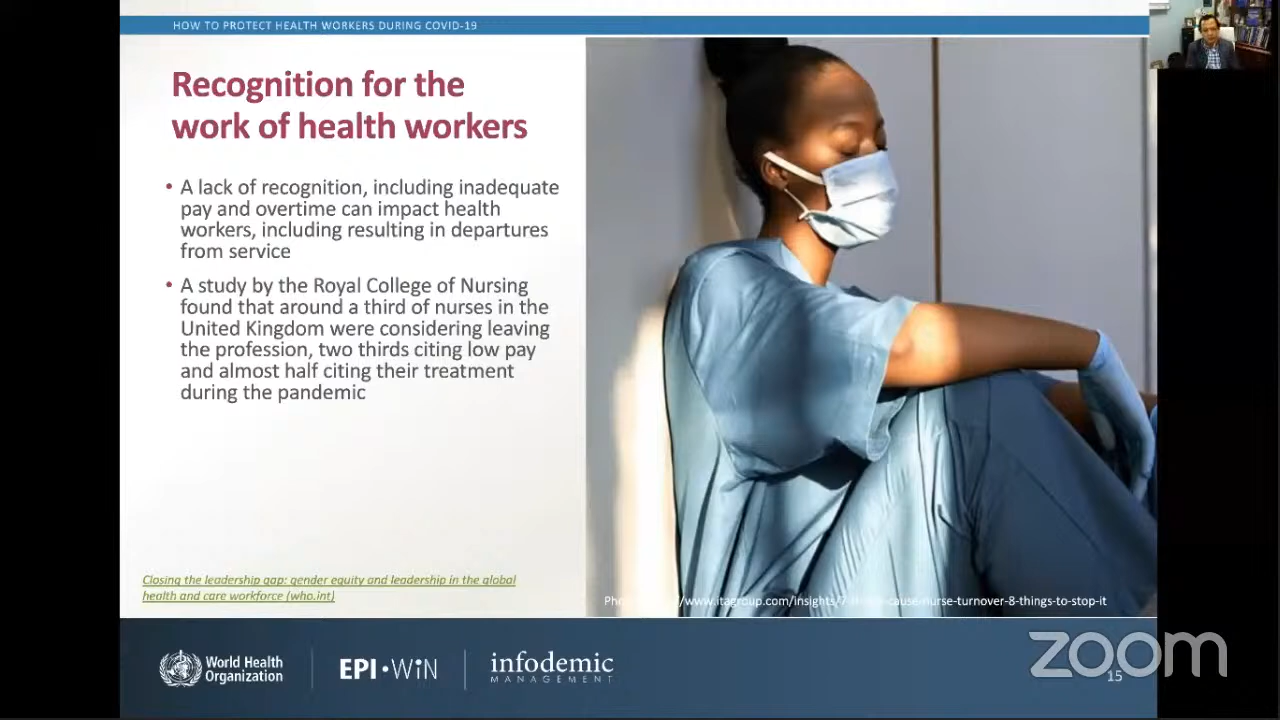 HOW TO PROTECT HEALTH WORKERS DURING COVID-19
Recognition for the
work of health workers
• A lack of recognition, including inadequate
pay and overtime can impact health
workers, including resulting in departures
from service
• A study by the Royal College of Nursing
found that around a third of nurses in the
United Kingdom were considering leaving
the profession, two thirds citing low pay
and almost half citing their treatment
during the pandemic
Closing the leadership gap: gender equity and leadership in the global
health and care workforce (who.int)
/www.itagroup.com/insights/ nurse-turnover-8-things-to-stop-it
World Health
Organization
EPI•WiN
infodemic
MANAGEMENT
zoom
15